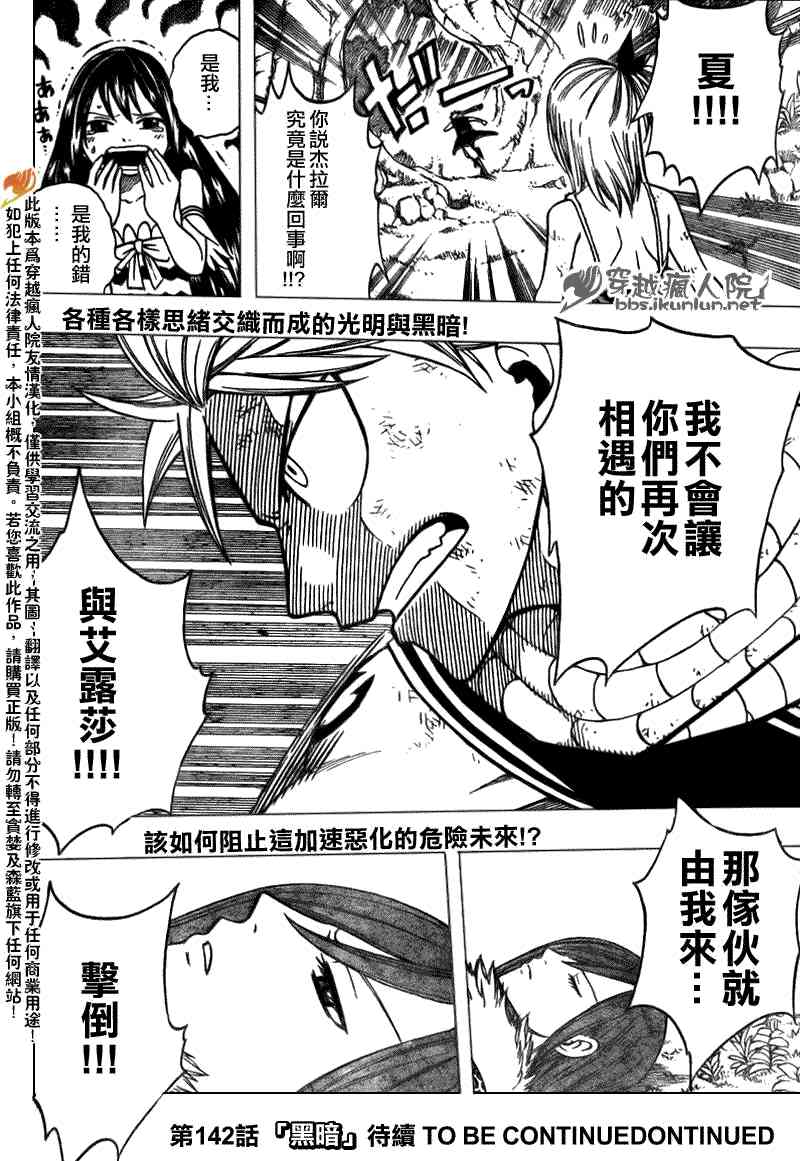 夏
!!!!
你說杰拉爾
究竟是什麼回事啊!!?
是我…
是我的錯
……
ああぁ…
穿越瘋人院
bbs.ikunlun.net
各種各樣思緒交織而成的光明與黑暗!
我不會讓
你們再次
相遇的
與艾露莎
!!!!
該如何阻止這加速惡化的危險未來!?
那傢伙就
由我來…
擊倒!!!
第142話『黑暗』待續 TO BE CONTINUEDONTINUED
此版本爲穿越瘋人院友情漢化，僅供學習交流之用，其圖、翻譯以及任何部分不得進行修改或用于任何商業用途！
如犯上任何法律責任，本小組概不負責。若您喜歡此作品，請購買正版！請勿轉至貪婪及森藍旗下任何網站！